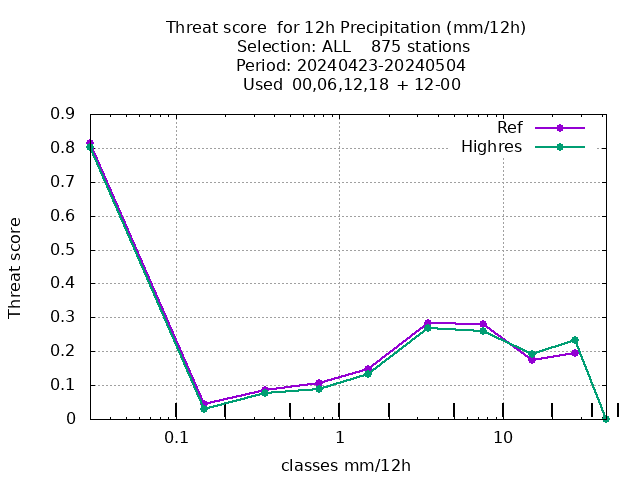 Threat score  for 12h Precipitation (mm/12h)
Selection: ALL    875 stations
Period: 20240423-20240504
Used  00,06,12,18  + 12-00
Ref
Highres
0.9
0.8
0.7
0.6
0.5
0.4
0.3
0.2
0.1
0
Threat score
0.1 1 10
classes mm/12h